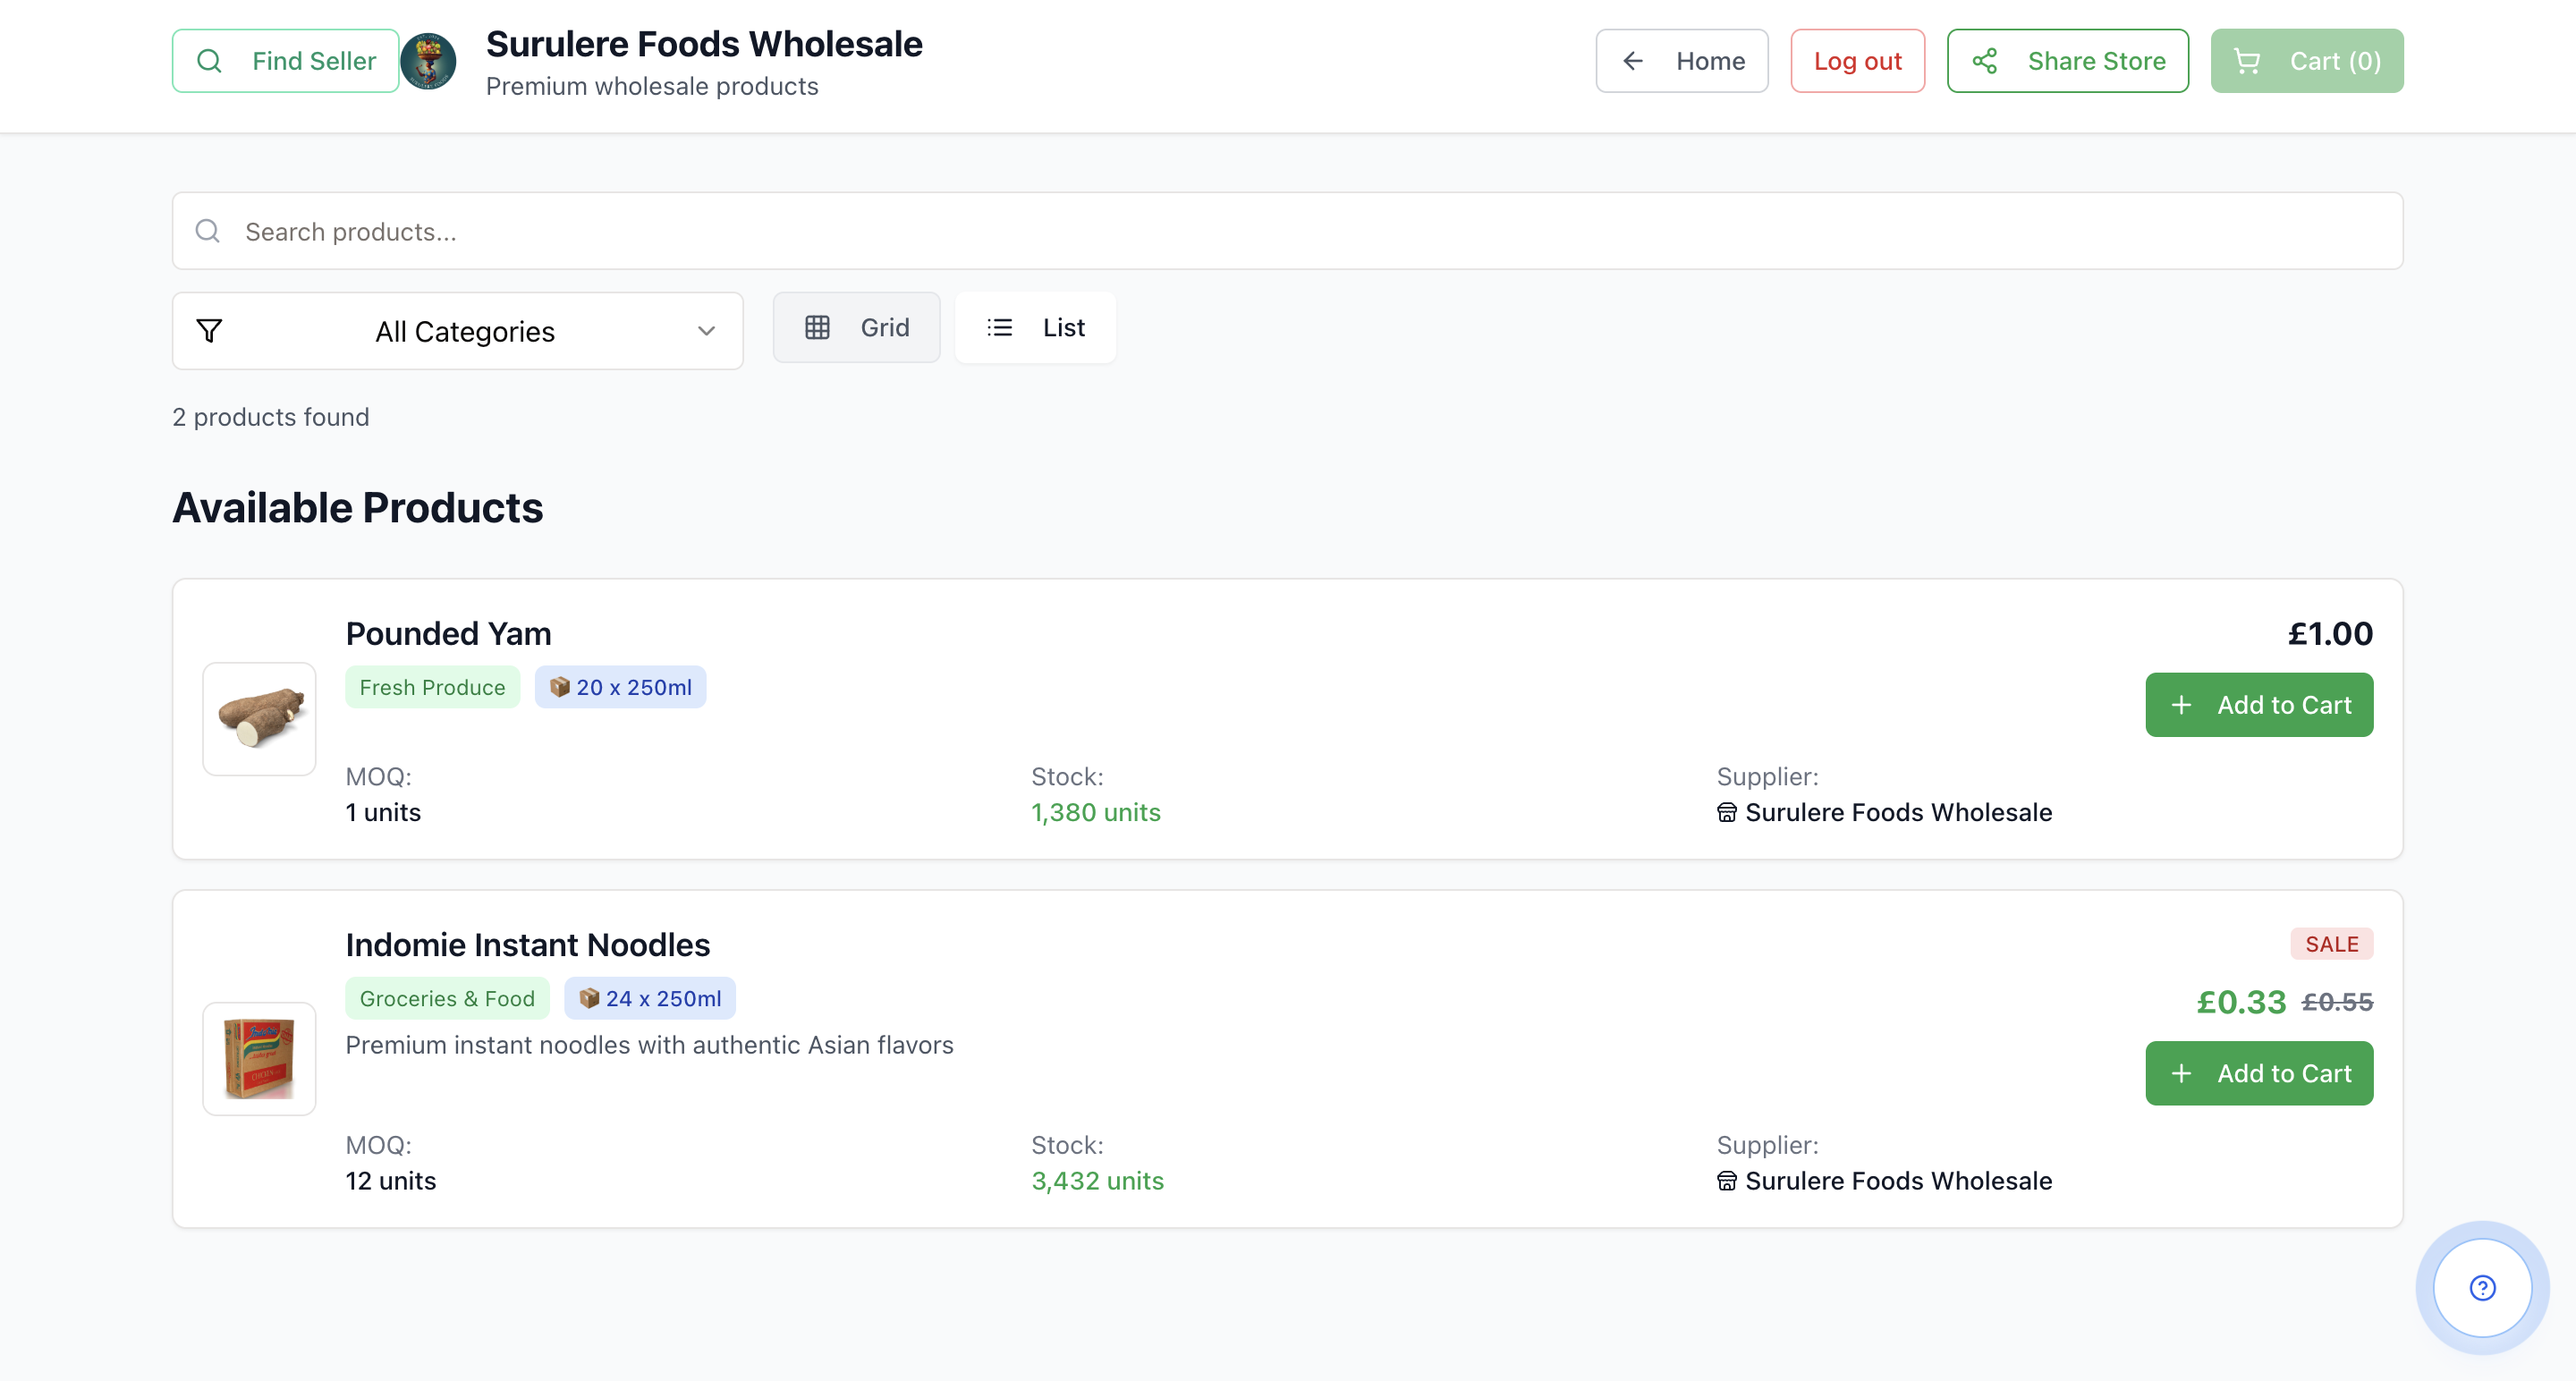 Find Seller
Surulere Foods Wholesale
Premium wholesale products
Home
Log out
Share Store
Cart (0)
Search products...
All Categories
Grid
List
2 products found
Available Products
Pounded Yam
£1.00
Fresh Produce
20 x 250ml
Add to Cart
MOQ:
Stock:
Supplier:
1 units
1,380 units
Surulere Foods Wholesale
Indomie Instant Noodles
SALE
Groceries & Food
24 x 250ml
£0.33 £0.55
Premium instant noodles with authentic Asian flavors
Add to Cart
MOQ:
Stock:
Supplier:
12 units
3,432 units
Surulere Foods Wholesale